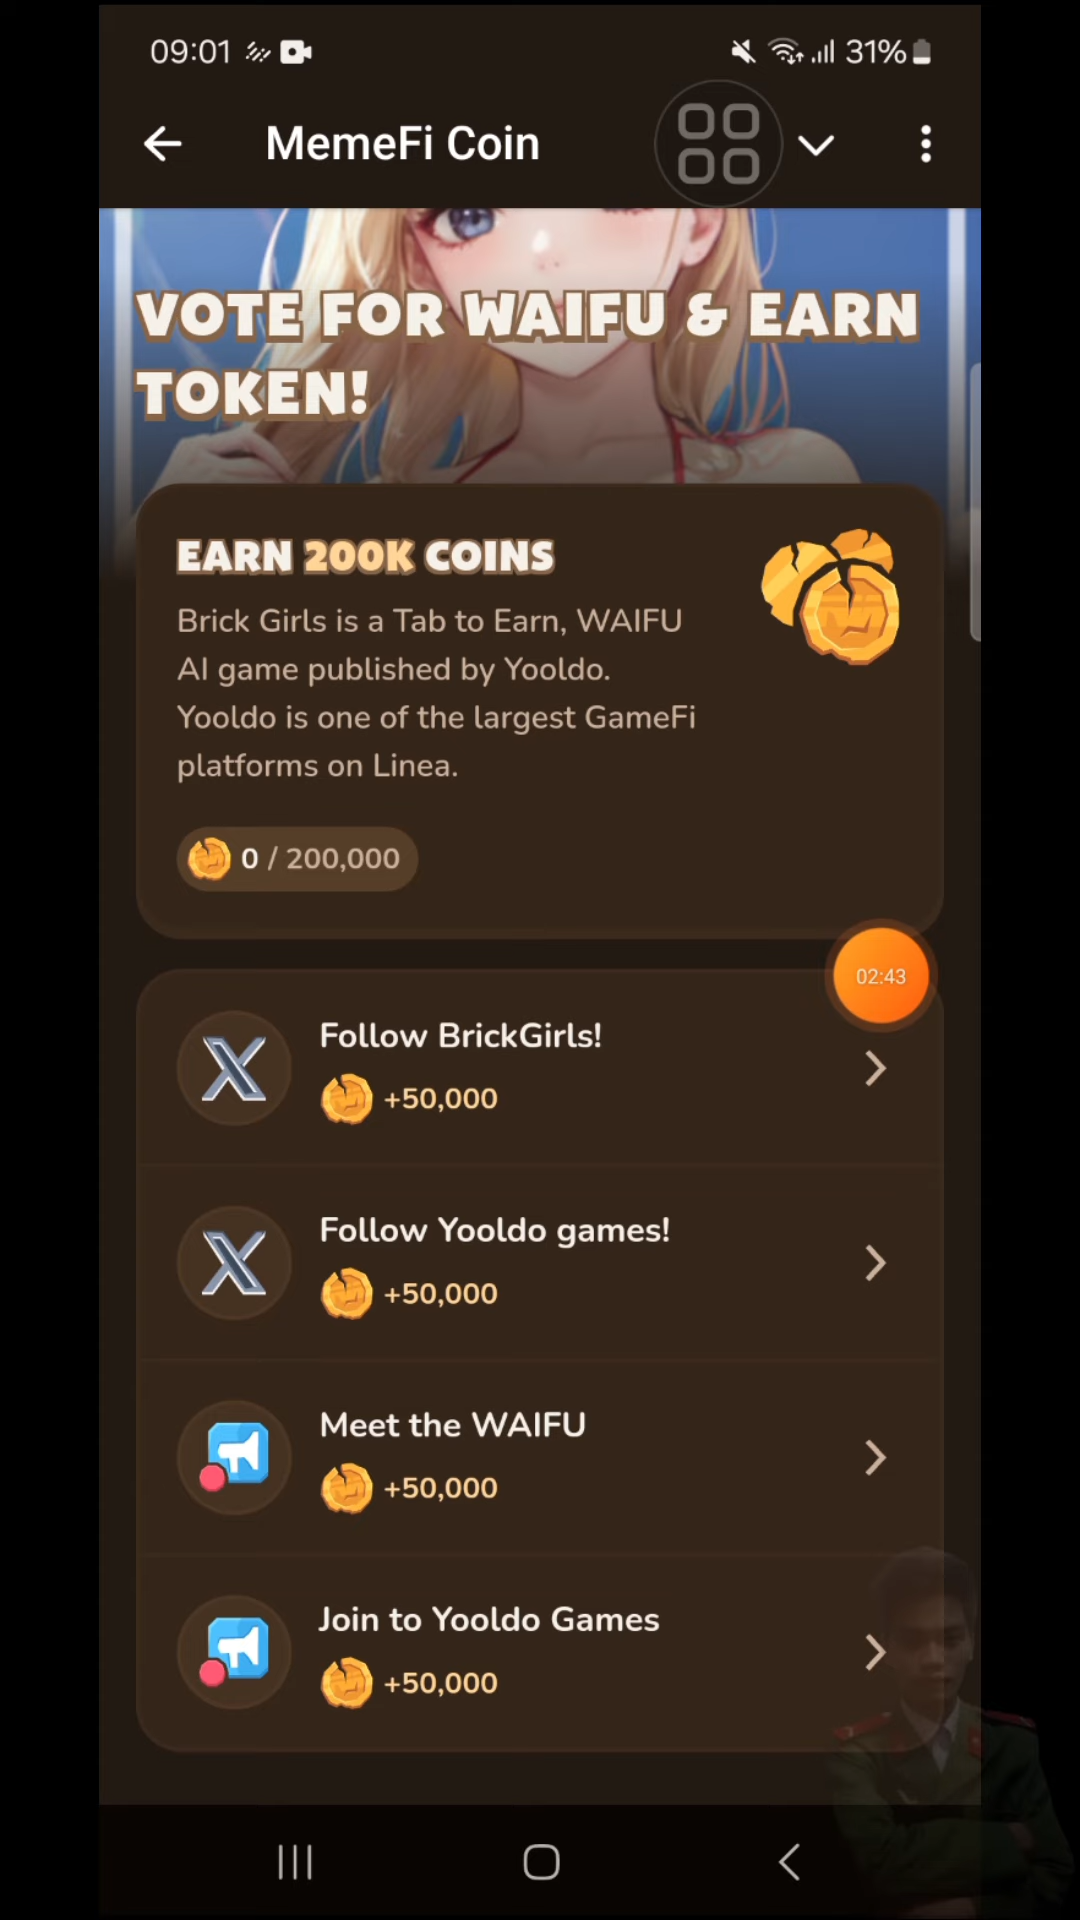 09:01
31%
MemeFi Coin
VOTE FOR WAIFU & EARN
TOKEN!
EARN 200K COINS
Brick Girls is a Tab to Earn, WAIFU
AI game published by Yooldo.
Yooldo is one of the largest GameFi
platforms on Linea.
0 / 200,000
02:43
Follow BrickGirls!
+50,000
Follow Yooldo games!
+50,000
Meet the WAIFU
+50,000
Join to Yooldo Games
+50,000